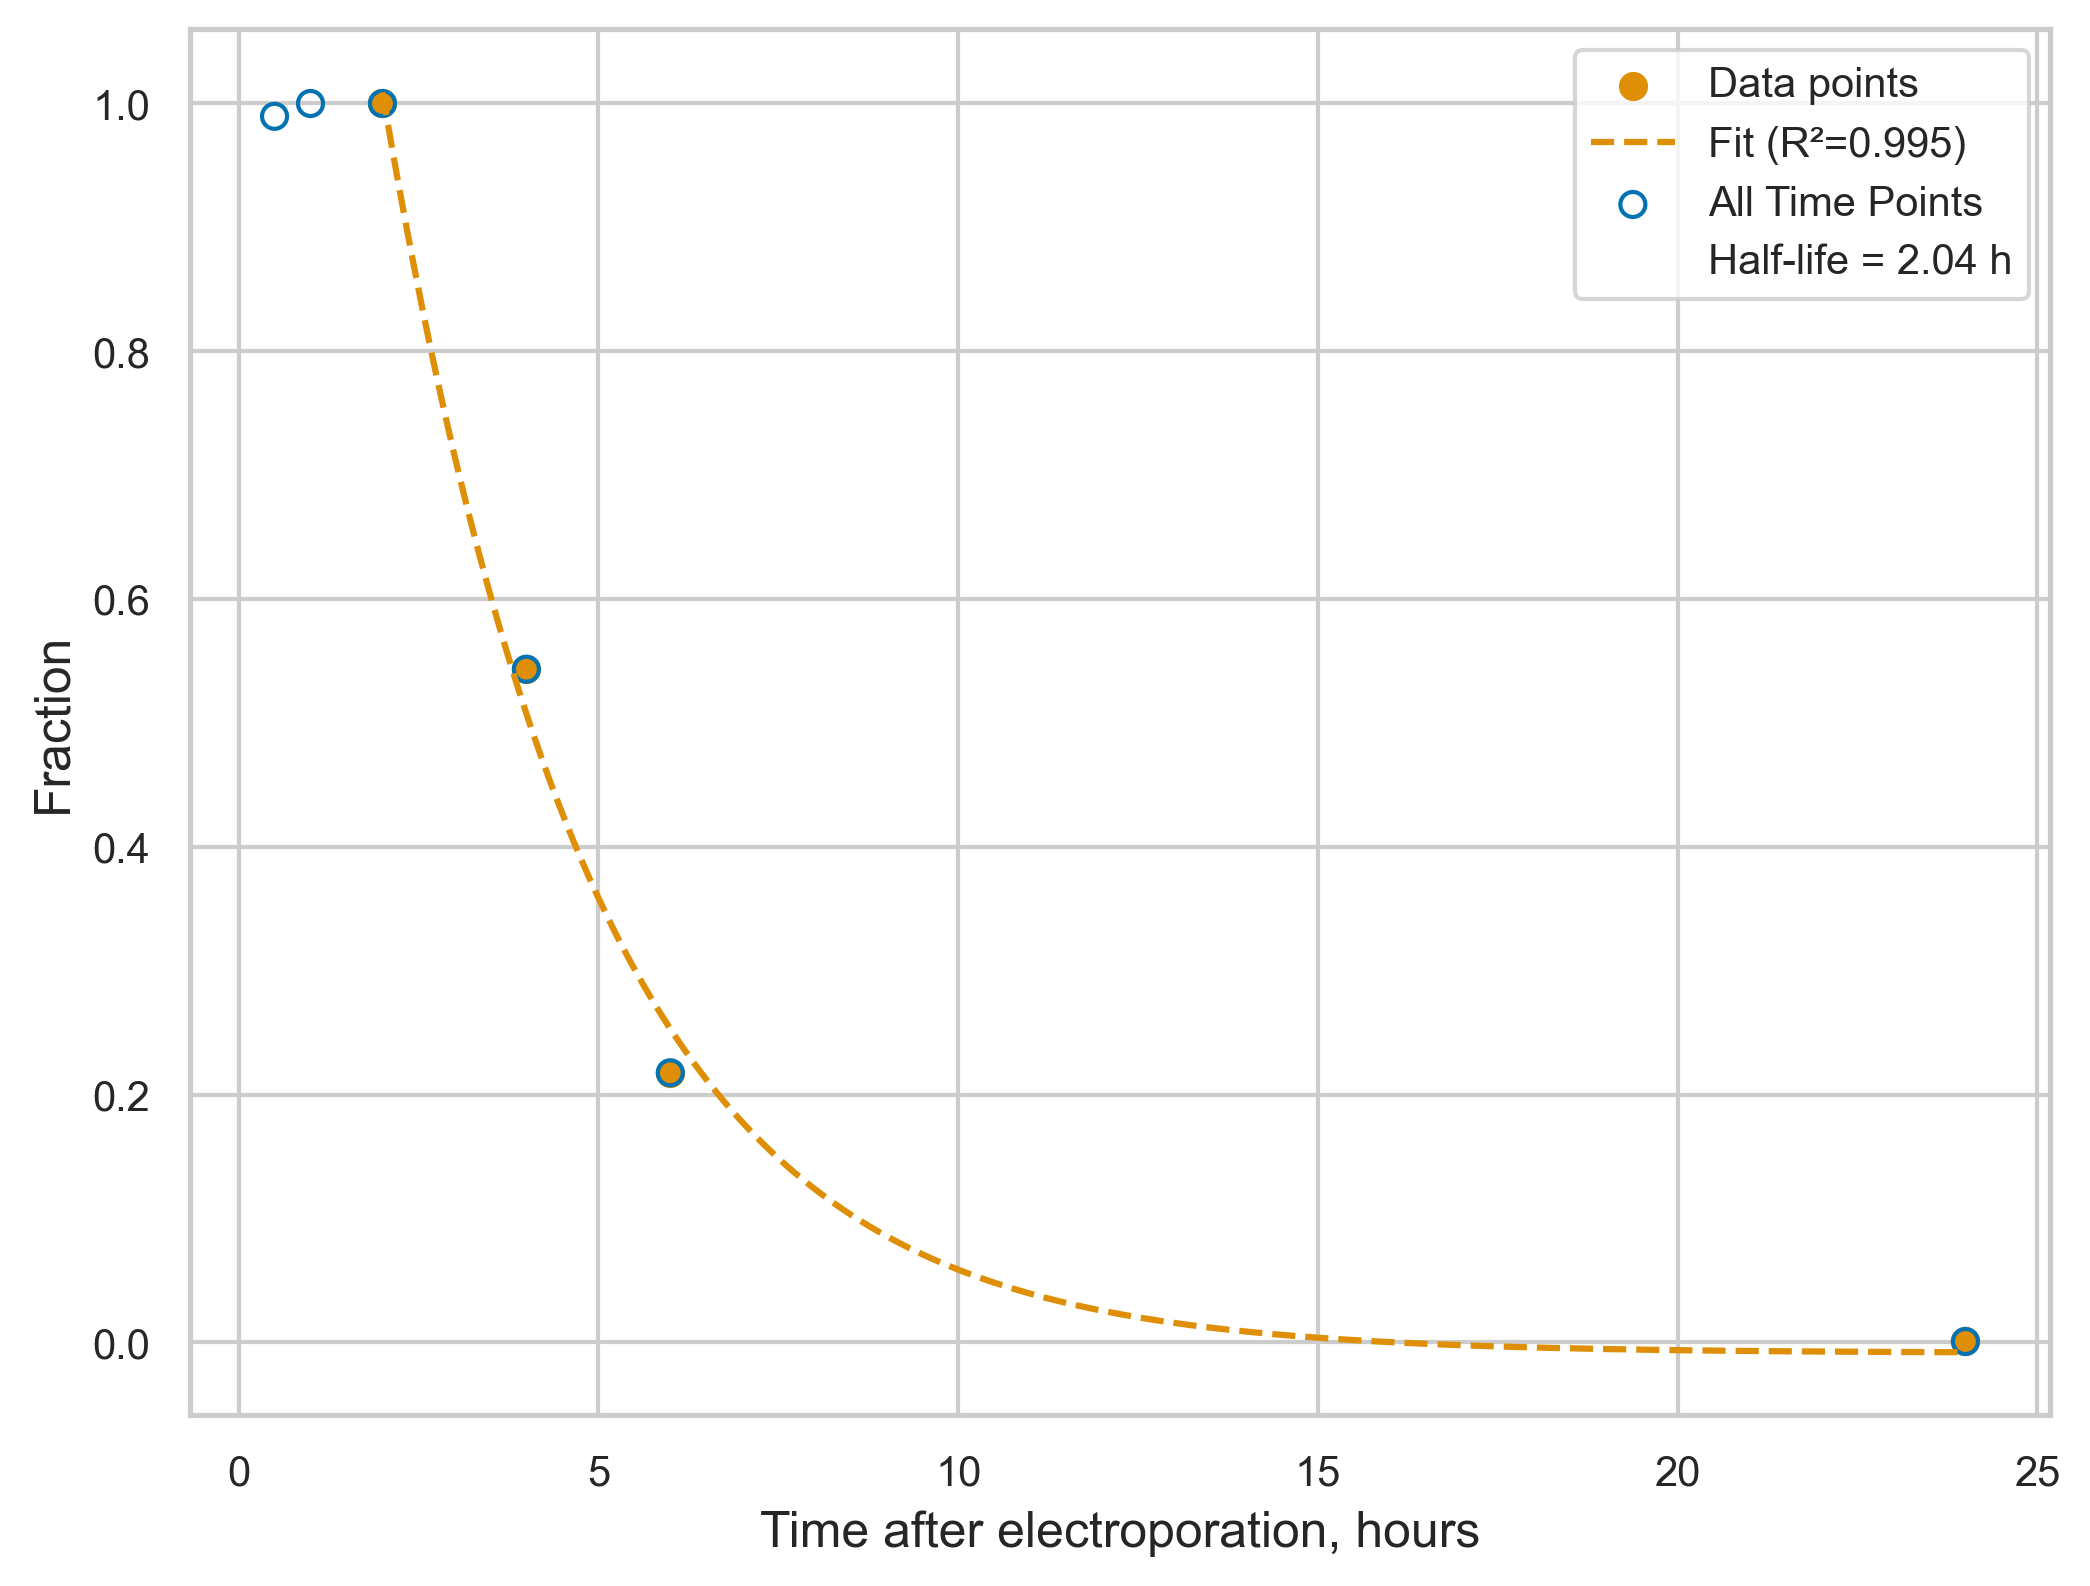 Data points
Fit (R²=0.995)
All Time Points
Half-life = 2.04 h
1.0
0.8
0.6
0.4
0.2
0.0
Fraction
0 5 10 15 20 25
Time after electroporation, hours